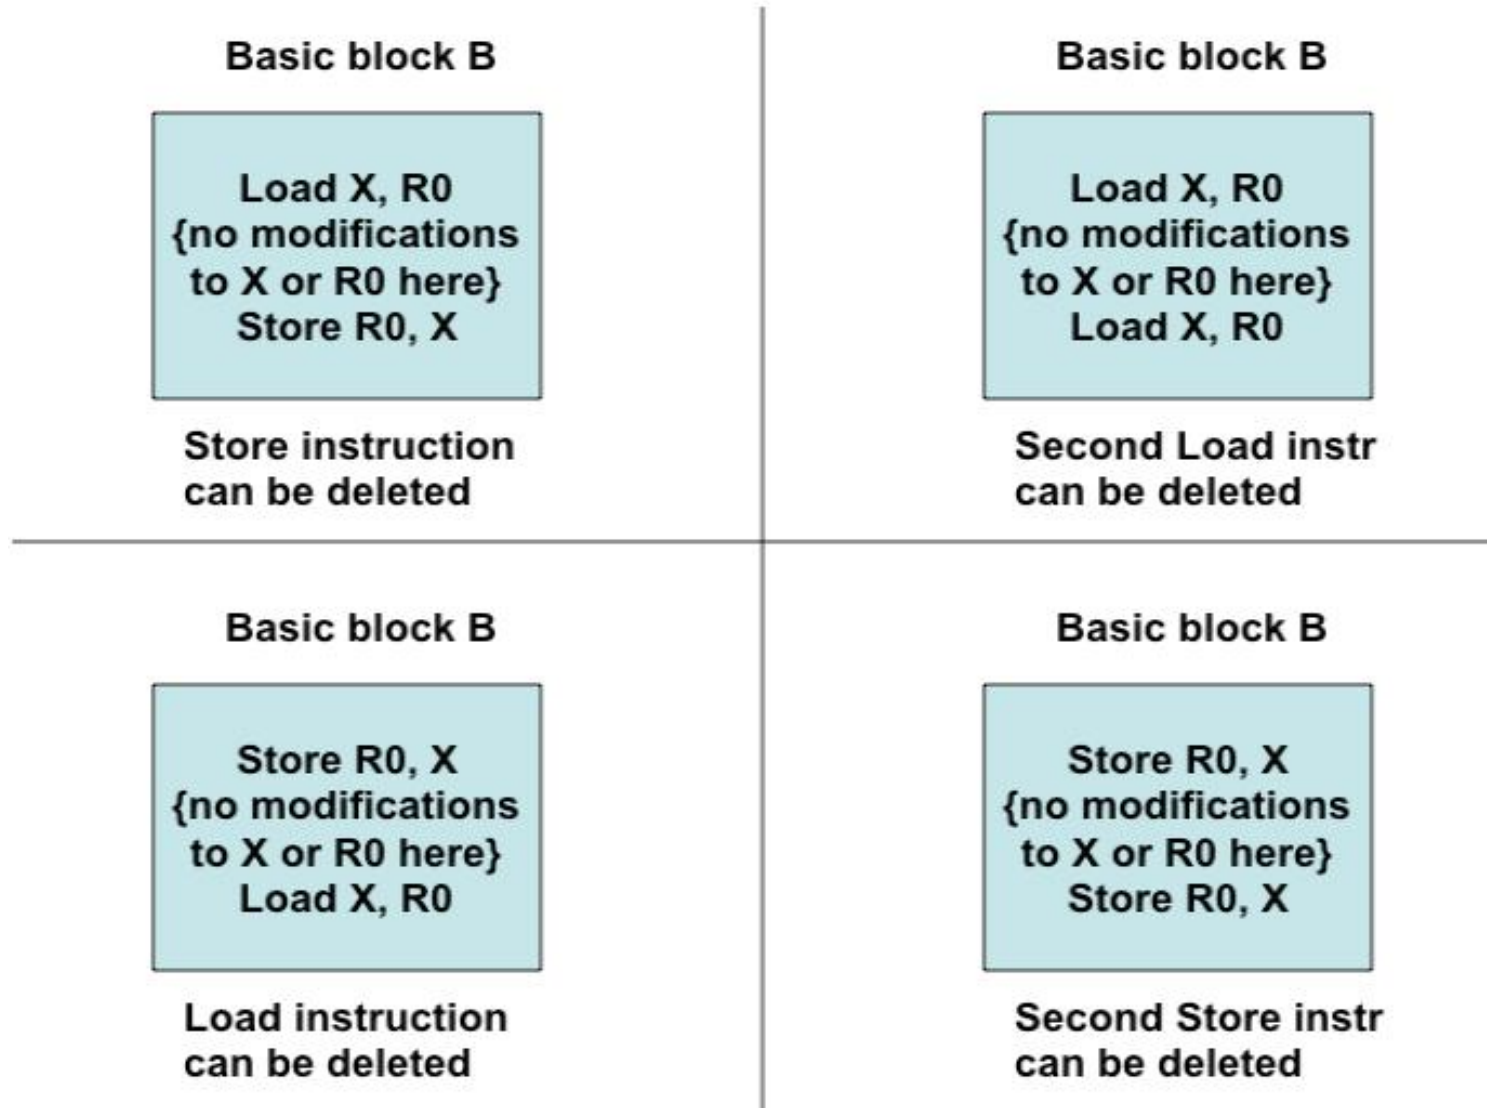 Basic block B
Load X, R0
{no modifications
to X or R0 here}
Store R0, X
Store instruction
can be deleted
Basic block B
Load X, R0
{no modifications
to X or R0 here}
Load X, R0
Second Load instr
can be deleted
Basic block B
Store R0, X
{no modifications
to X or R0 here}
Load X, R0
Load instruction
can be deleted
Basic block B
Store R0, X
{no modifications
to X or R0 here}
Store R0, X
Second Store instr
can be deleted